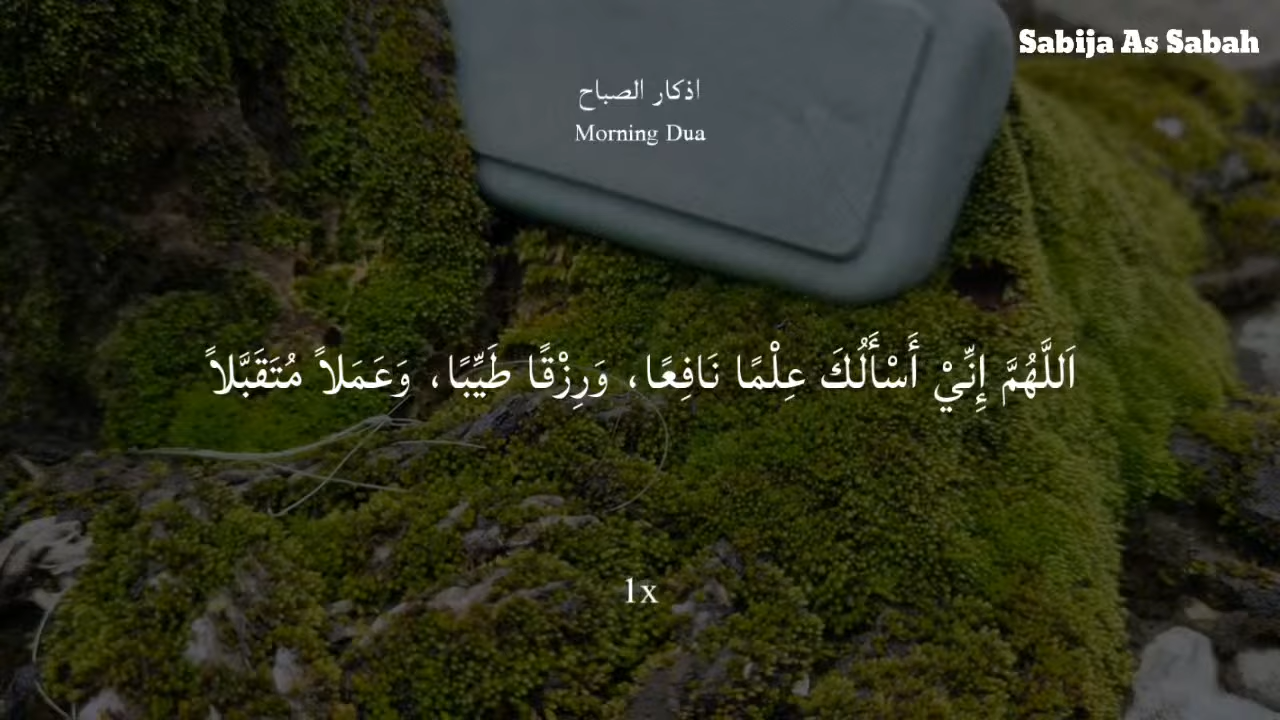 Sabija As Sabah
اذكار الصباح
Morning Dua
اَللَّهُمَّ إِنِّيْ أَسْأَلُكَ عِلْمًا نَافِعًا، وَرِزْقًا طَيِّبًا، وَعَمَلاً مُتَقَبَّلاً
1x